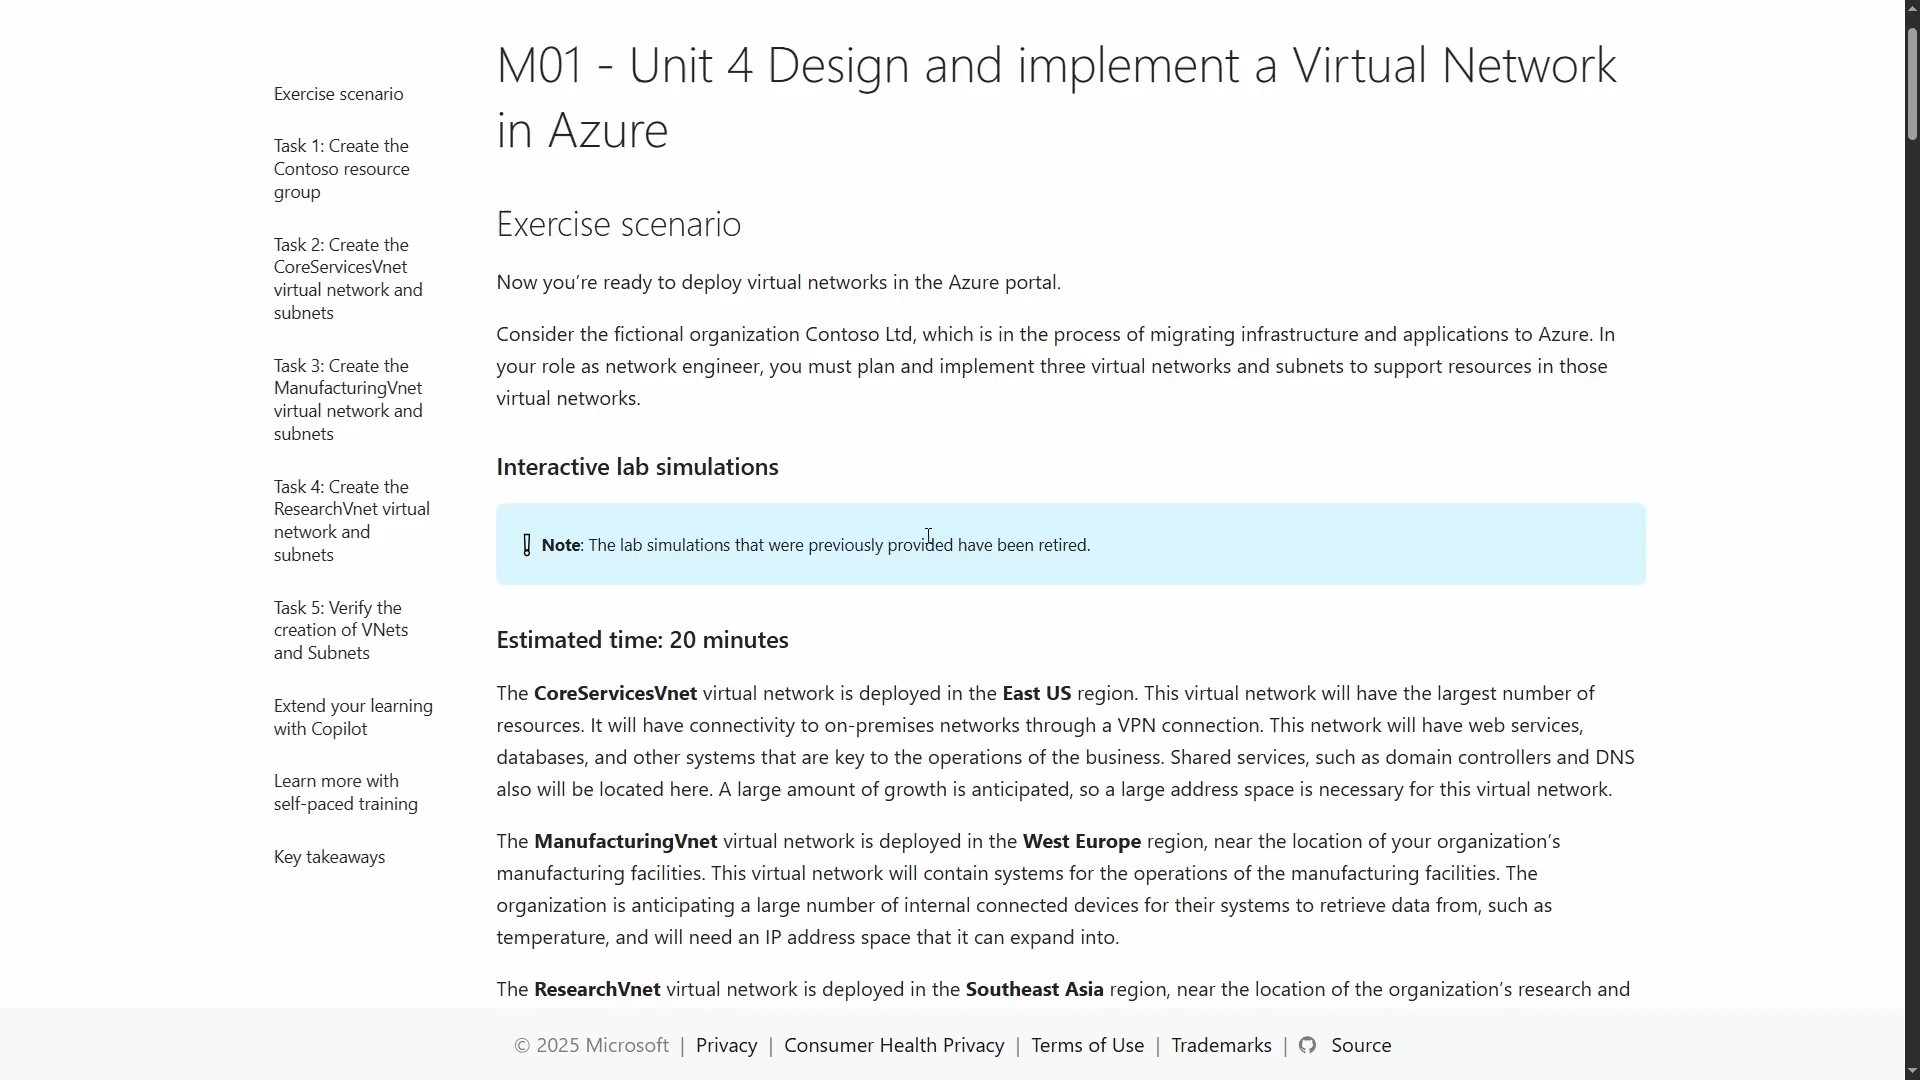 M01 - Unit 4 Design and implement a Virtual Network
in Azure
Exercise scenario
Task 1: Create the
Contoso resource
group
Task 2: Create the
CoreServicesVnet
virtual network and
subnets
Task 3: Create the
ManufacturingVnet
virtual network and
subnets
Task 4: Create the
ResearchVnet virtual
network and
subnets
Task 5: Verify the
creation of VNets
and Subnets
Extend your learning
with Copilot
Learn more with
self-paced training
Key takeaways
Exercise scenario
Now you’re ready to deploy virtual networks in the Azure portal.
Consider the fictional organization Contoso Ltd, which is in the process of migrating infrastructure and applications to Azure. In
your role as network engineer, you must plan and implement three virtual networks and subnets to support resources in those
virtual networks.
Interactive lab simulations
Note: The lab simulations that were previously provided have been retired.
Estimated time: 20 minutes
The CoreServicesVnet virtual network is deployed in the East US region. This virtual network will have the largest number of
resources. It will have connectivity to on-premises networks through a VPN connection. This network will have web services,
databases, and other systems that are key to the operations of the business. Shared services, such as domain controllers and DNS
also will be located here. A large amount of growth is anticipated, so a large address space is necessary for this virtual network.
The ManufacturingVnet virtual network is deployed in the West Europe region, near the location of your organization’s
manufacturing facilities. This virtual network will contain systems for the operations of the manufacturing facilities. The
organization is anticipating a large number of internal connected devices for their systems to retrieve data from, such as
temperature, and will need an IP address space that it can expand into.
The ResearchVnet virtual network is deployed in the Southeast Asia region, near the location of the organization’s research and
© 2025 Microsoft | Privacy | Consumer Health Privacy | Terms of Use | Trademarks | Source